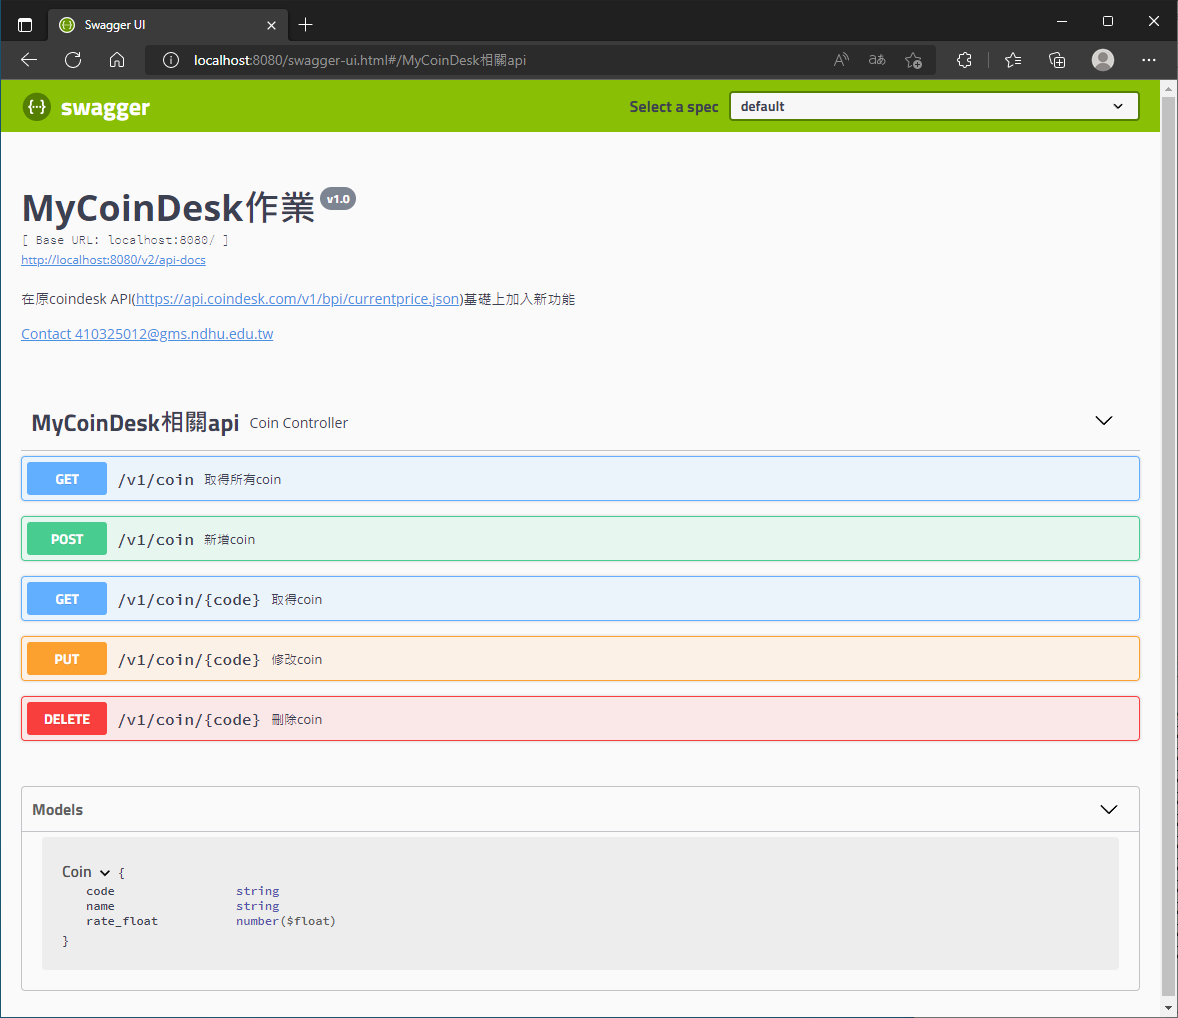 Swagger UI
localhost:8080/swagger-ui.html#/MyCoinDesk相關api
swagger
Select a spec
default
MyCoinDesk作業 v1.0
[ Base URL: localhost:8080/ ]
http://localhost:8080/v2/api-docs
在原coindesk API(https://api.coindesk.com/v1/bpi/currentprice.json)基礎上加入新功能
Contact 410325012@gms.ndhu.edu.tw
MyCoinDesk相關api Coin Controller
GET /v1/coin 取得所有coin
POST /v1/coin 新增coin
GET /v1/coin/{code} 取得coin
PUT /v1/coin/{code} 修改coin
DELETE /v1/coin/{code} 刪除coin
Models
Coin {
code string
name string
rate_float number($float)
}